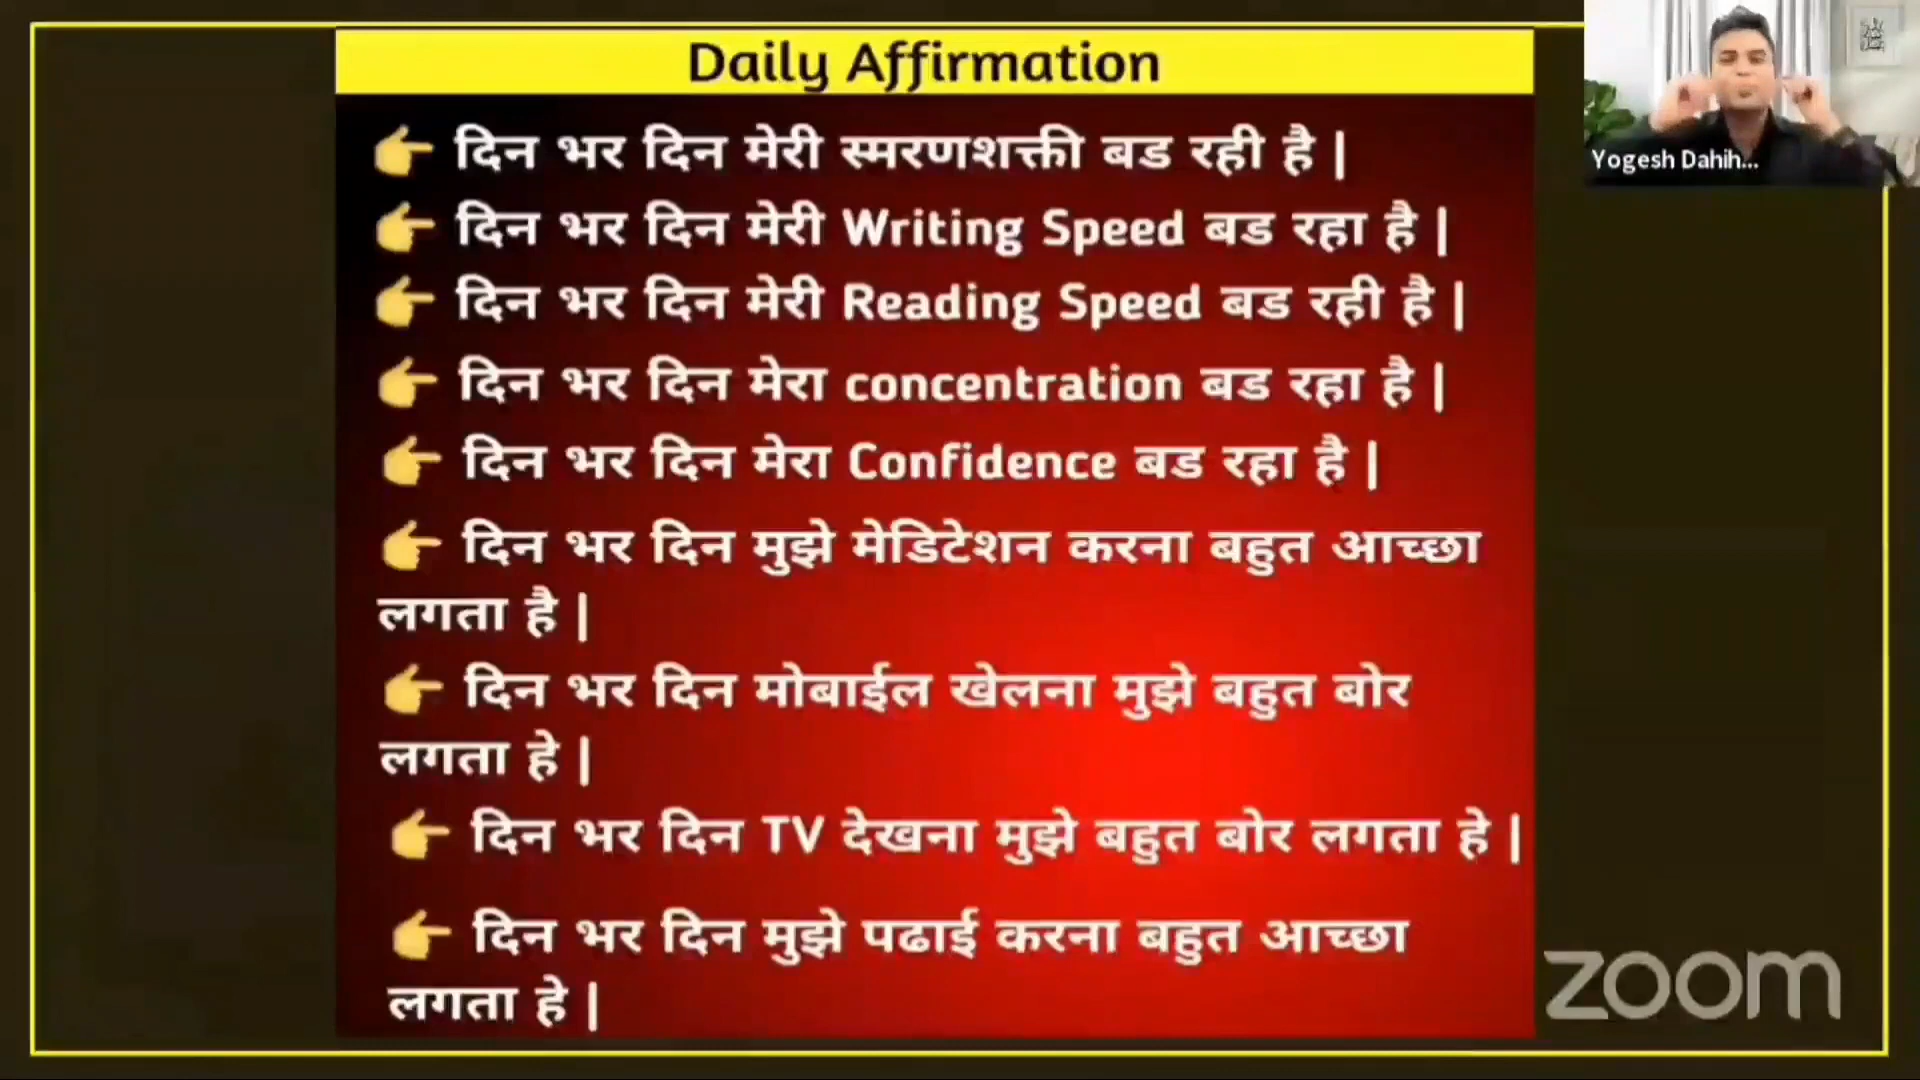 Daily Affirmation
👉 दिन भर दिन मेरी स्मरणशक्ती बड रही है |
👉 दिन भर दिन मेरी Writing Speed बड रहा है |
👉 दिन भर दिन मेरी Reading Speed बड रही है |
👉 दिन भर दिन मेरा concentration बड रहा है |
👉 दिन भर दिन मेरा Confidence बड रहा है |
👉 दिन भर दिन मुझे मेडिटेशन करना बहुत आच्छा
लगता है |
👉 दिन भर दिन मोबाईल खेलना मुझे बहुत बोर
लगता हे |
👉 दिन भर दिन TV देखना मुझे बहुत बोर लगता हे |
👉 दिन भर दिन मुझे पढाई करना बहुत आच्छा
लगता हे |
Yogesh Dahih...
zoom